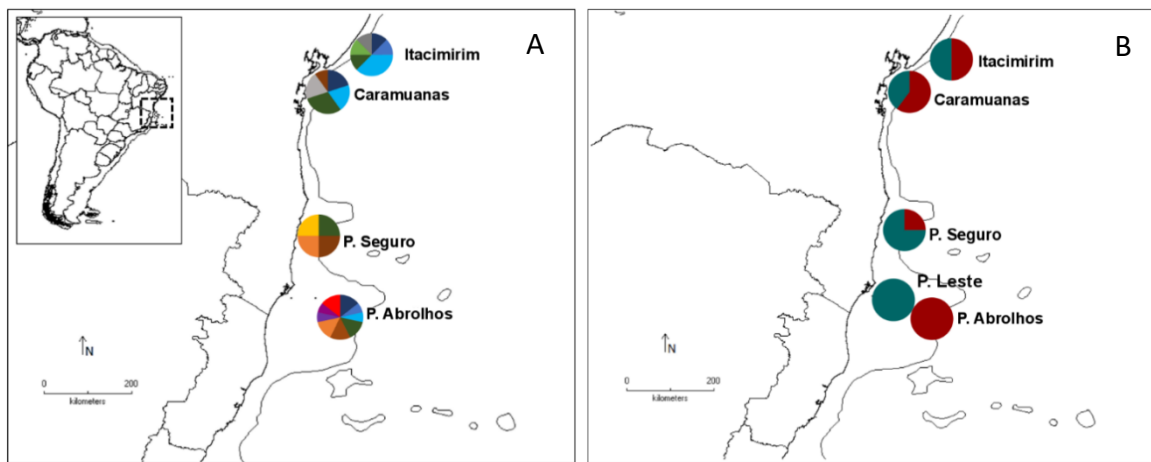 A
Itacimirim
Caramuanas
P. Seguro
P. Abrolhos
N
0 200
kilometers
B
Itacimirim
Caramuanas
P. Seguro
P. Leste
P. Abrolhos
N
0 200
kilometers